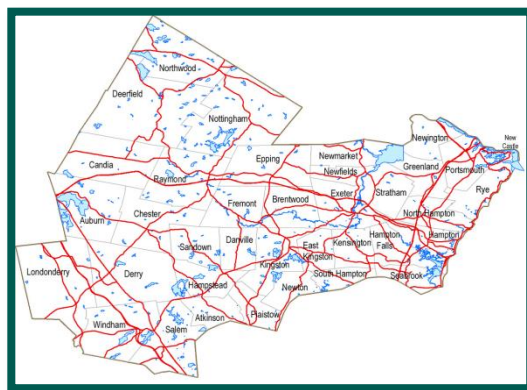 Northwood
Deerfield
Nottingham
Newington
New
Castle
Epping
Newmarket
Greenland
Portsmouth
Candia
Newfields
Raymond
Rye
Exeter
Stratham
Fremont
Brentwood
North Hampton
Auburn
Chester
Hampton
Hampton
Falls
Sandown
Danville
East
Kingston
Kensington
Londonderry
Derry
Kingston
South Hampton
Seabrook
Hampstead
Newton
Windham
Salem
Atkinson
Plaistow